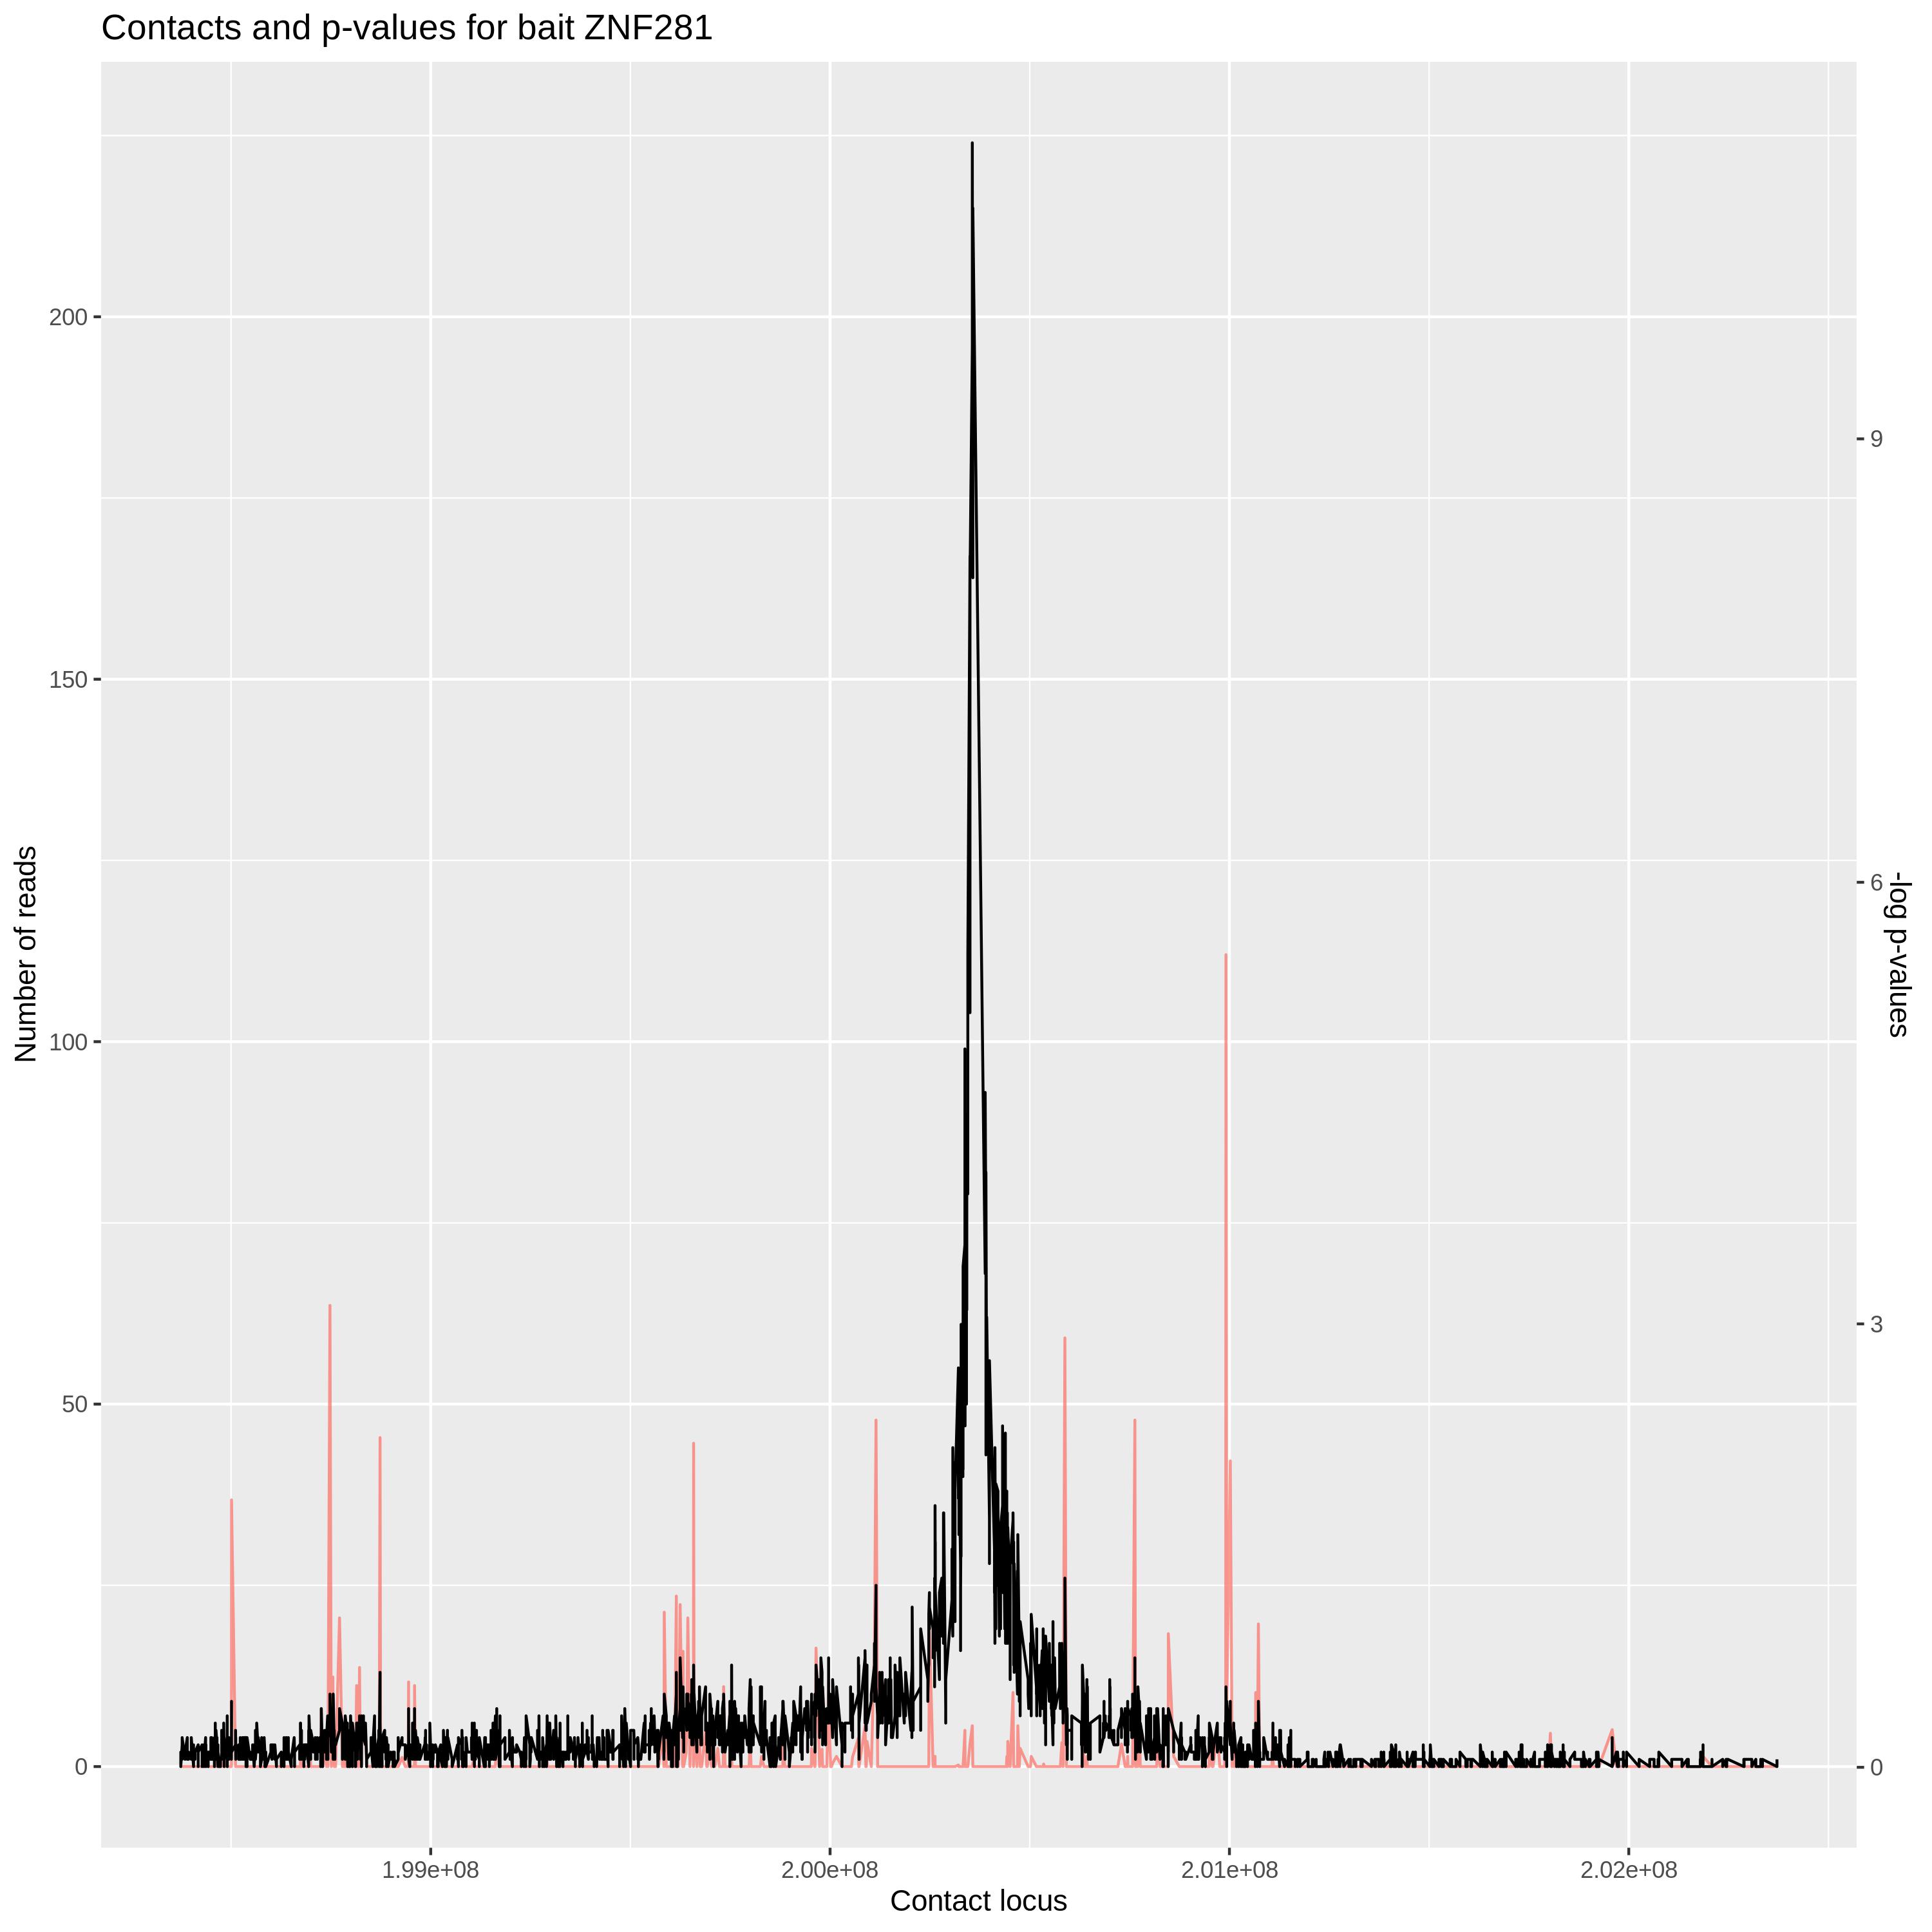 Contacts and p-values for bait ZNF281
200
150
100
50
0
Number of reads
9
6
3
0
-log p-values
1.99e+08 2.00e+08 2.01e+08 2.02e+08
Contact locus